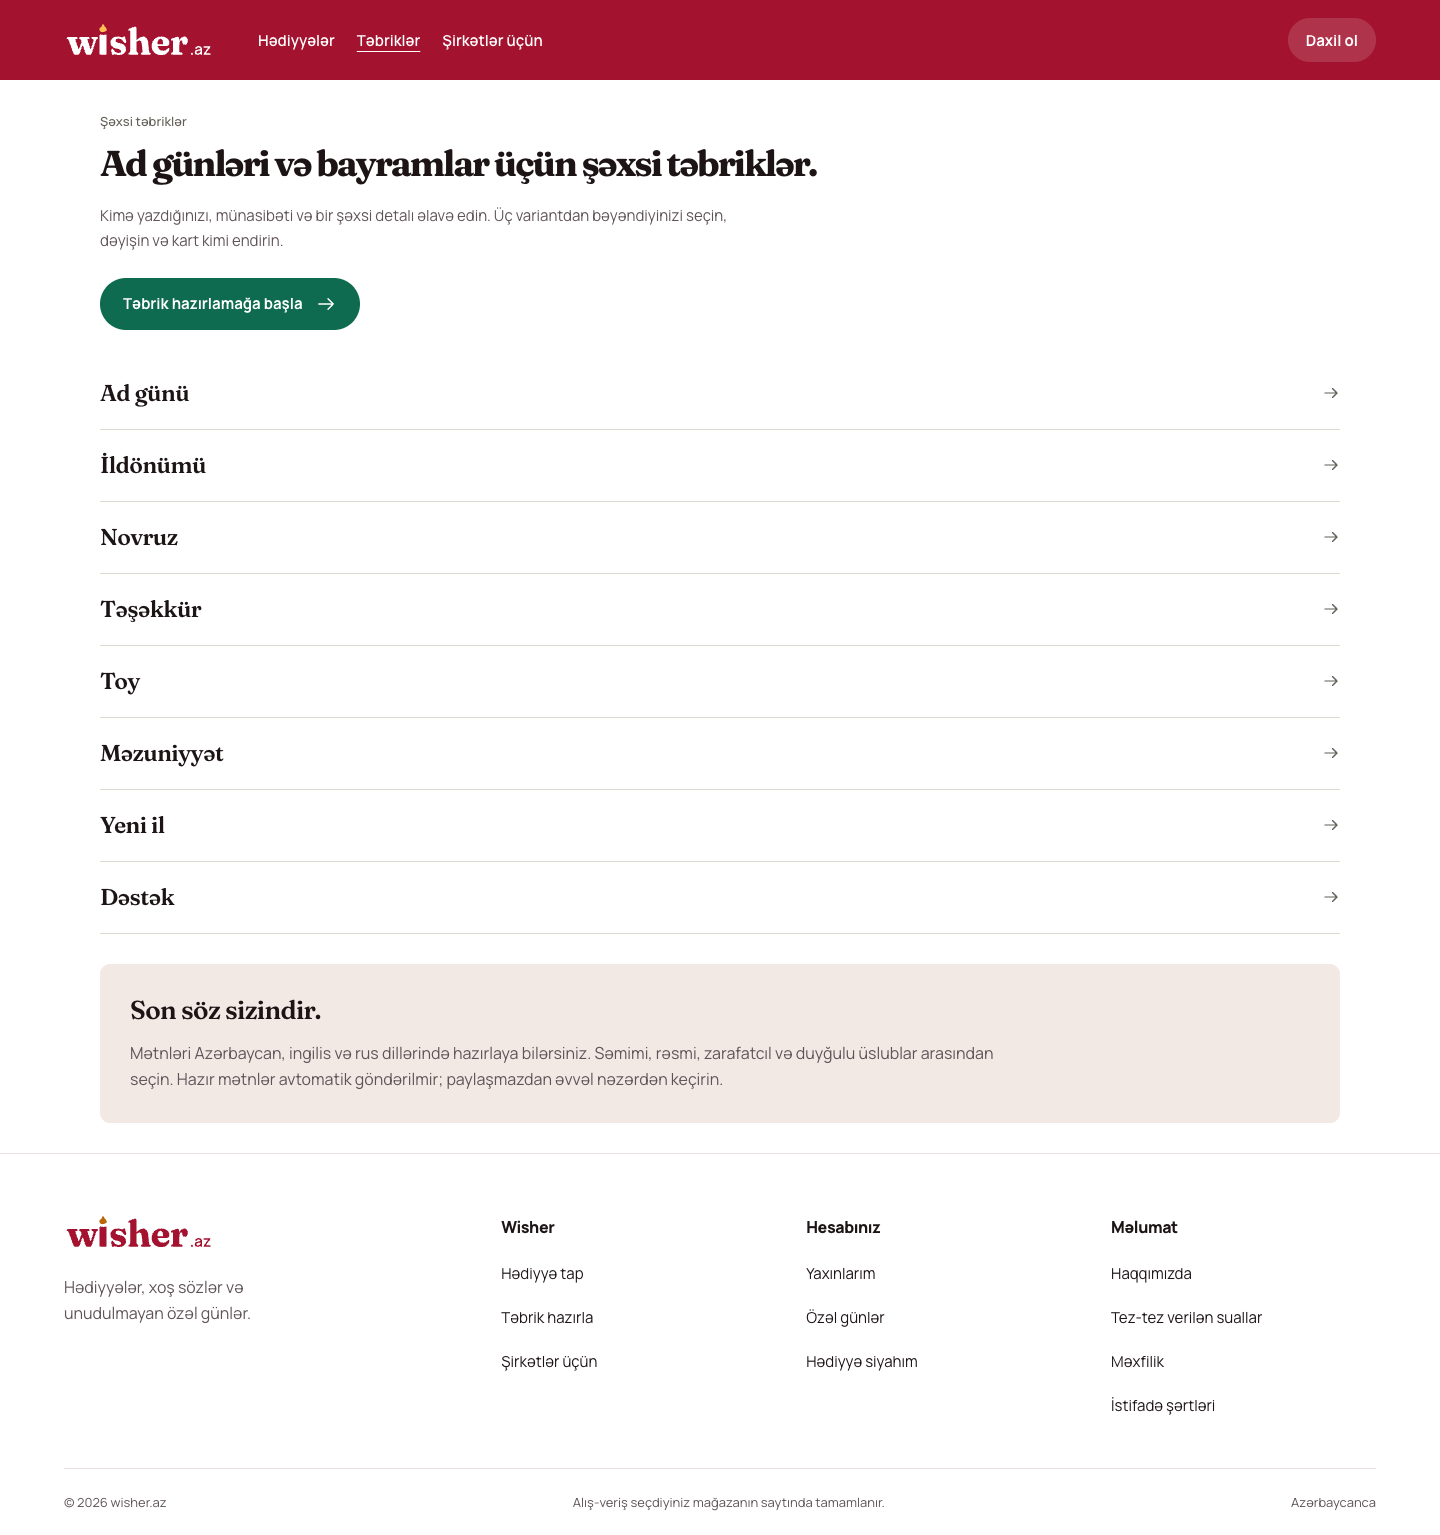 wisher.az
Hədiyyələr
Təbriklər
Şirkətlər üçün
Daxil ol
Şəxsi təbriklər
Ad günləri və bayramlar üçün şəxsi təbriklər.
Kimə yazdığınızı, münasibəti və bir şəxsi detalı əlavə edin. Üç variantdan bəyəndiyinizi seçin,
dəyişin və kart kimi endirin.
Təbrik hazırlamağa başla
Ad günü
İldönümü
Novruz
Təşəkkür
Toy
Məzuniyyət
Yeni il
Dəstək
Son söz sizindir.
Mətnləri Azərbaycan, ingilis və rus dillərində hazırlaya bilərsiniz. Səmimi, rəsmi, zarafatcıl və duyğulu üslublar arasından
seçin. Hazır mətnlər avtomatik göndərilmir; paylaşmazdan əvvəl nəzərdən keçirin.
wisher.az
Hədiyyələr, xoş sözlər və
unudulmayan özəl günlər.
Wisher
Hədiyyə tap
Təbrik hazırla
Şirkətlər üçün
Hesabınız
Yaxınlarım
Özəl günlər
Hədiyyə siyahım
Məlumat
Haqqımızda
Tez-tez verilən suallar
Məxfilik
İstifadə şərtləri
© 2026 wisher.az
Alış-veriş seçdiyiniz mağazanın saytında tamamlanır.
Azərbaycanca